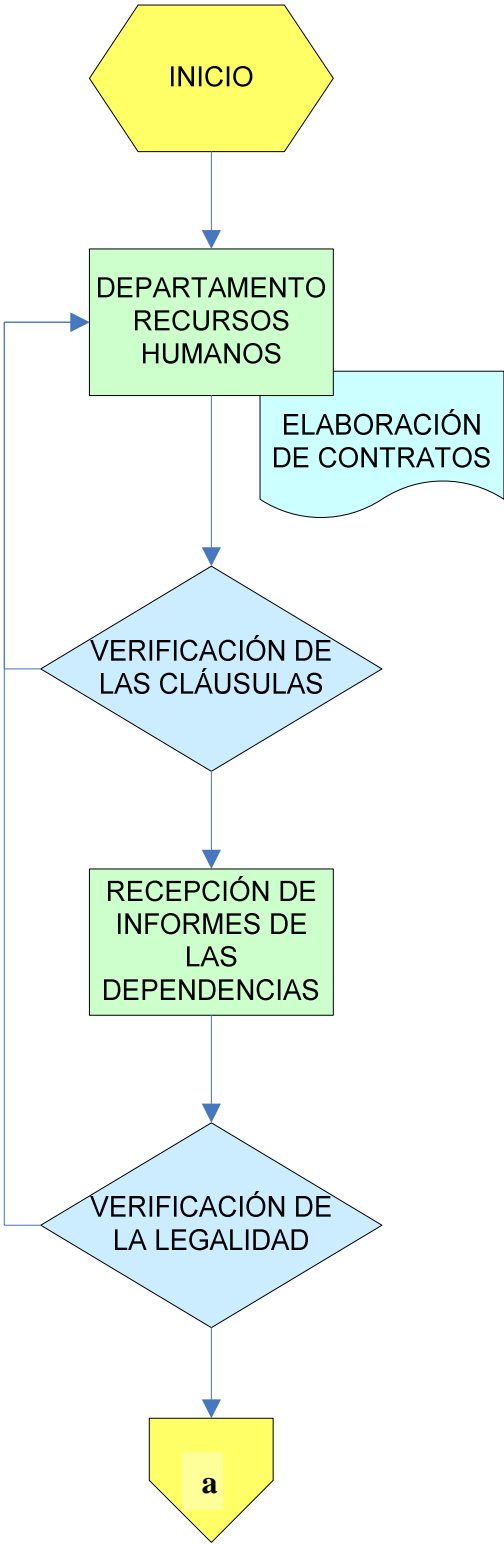 INICIO
DEPARTAMENTO
RECURSOS
HUMANOS
ELABORACIÓN
DE CONTRATOS
VERIFICACIÓN DE
LAS CLÁUSULAS
RECEPCIÓN DE
INFORMES DE
LAS
DEPENDENCIAS
VERIFICACIÓN DE
LA LEGALIDAD
a